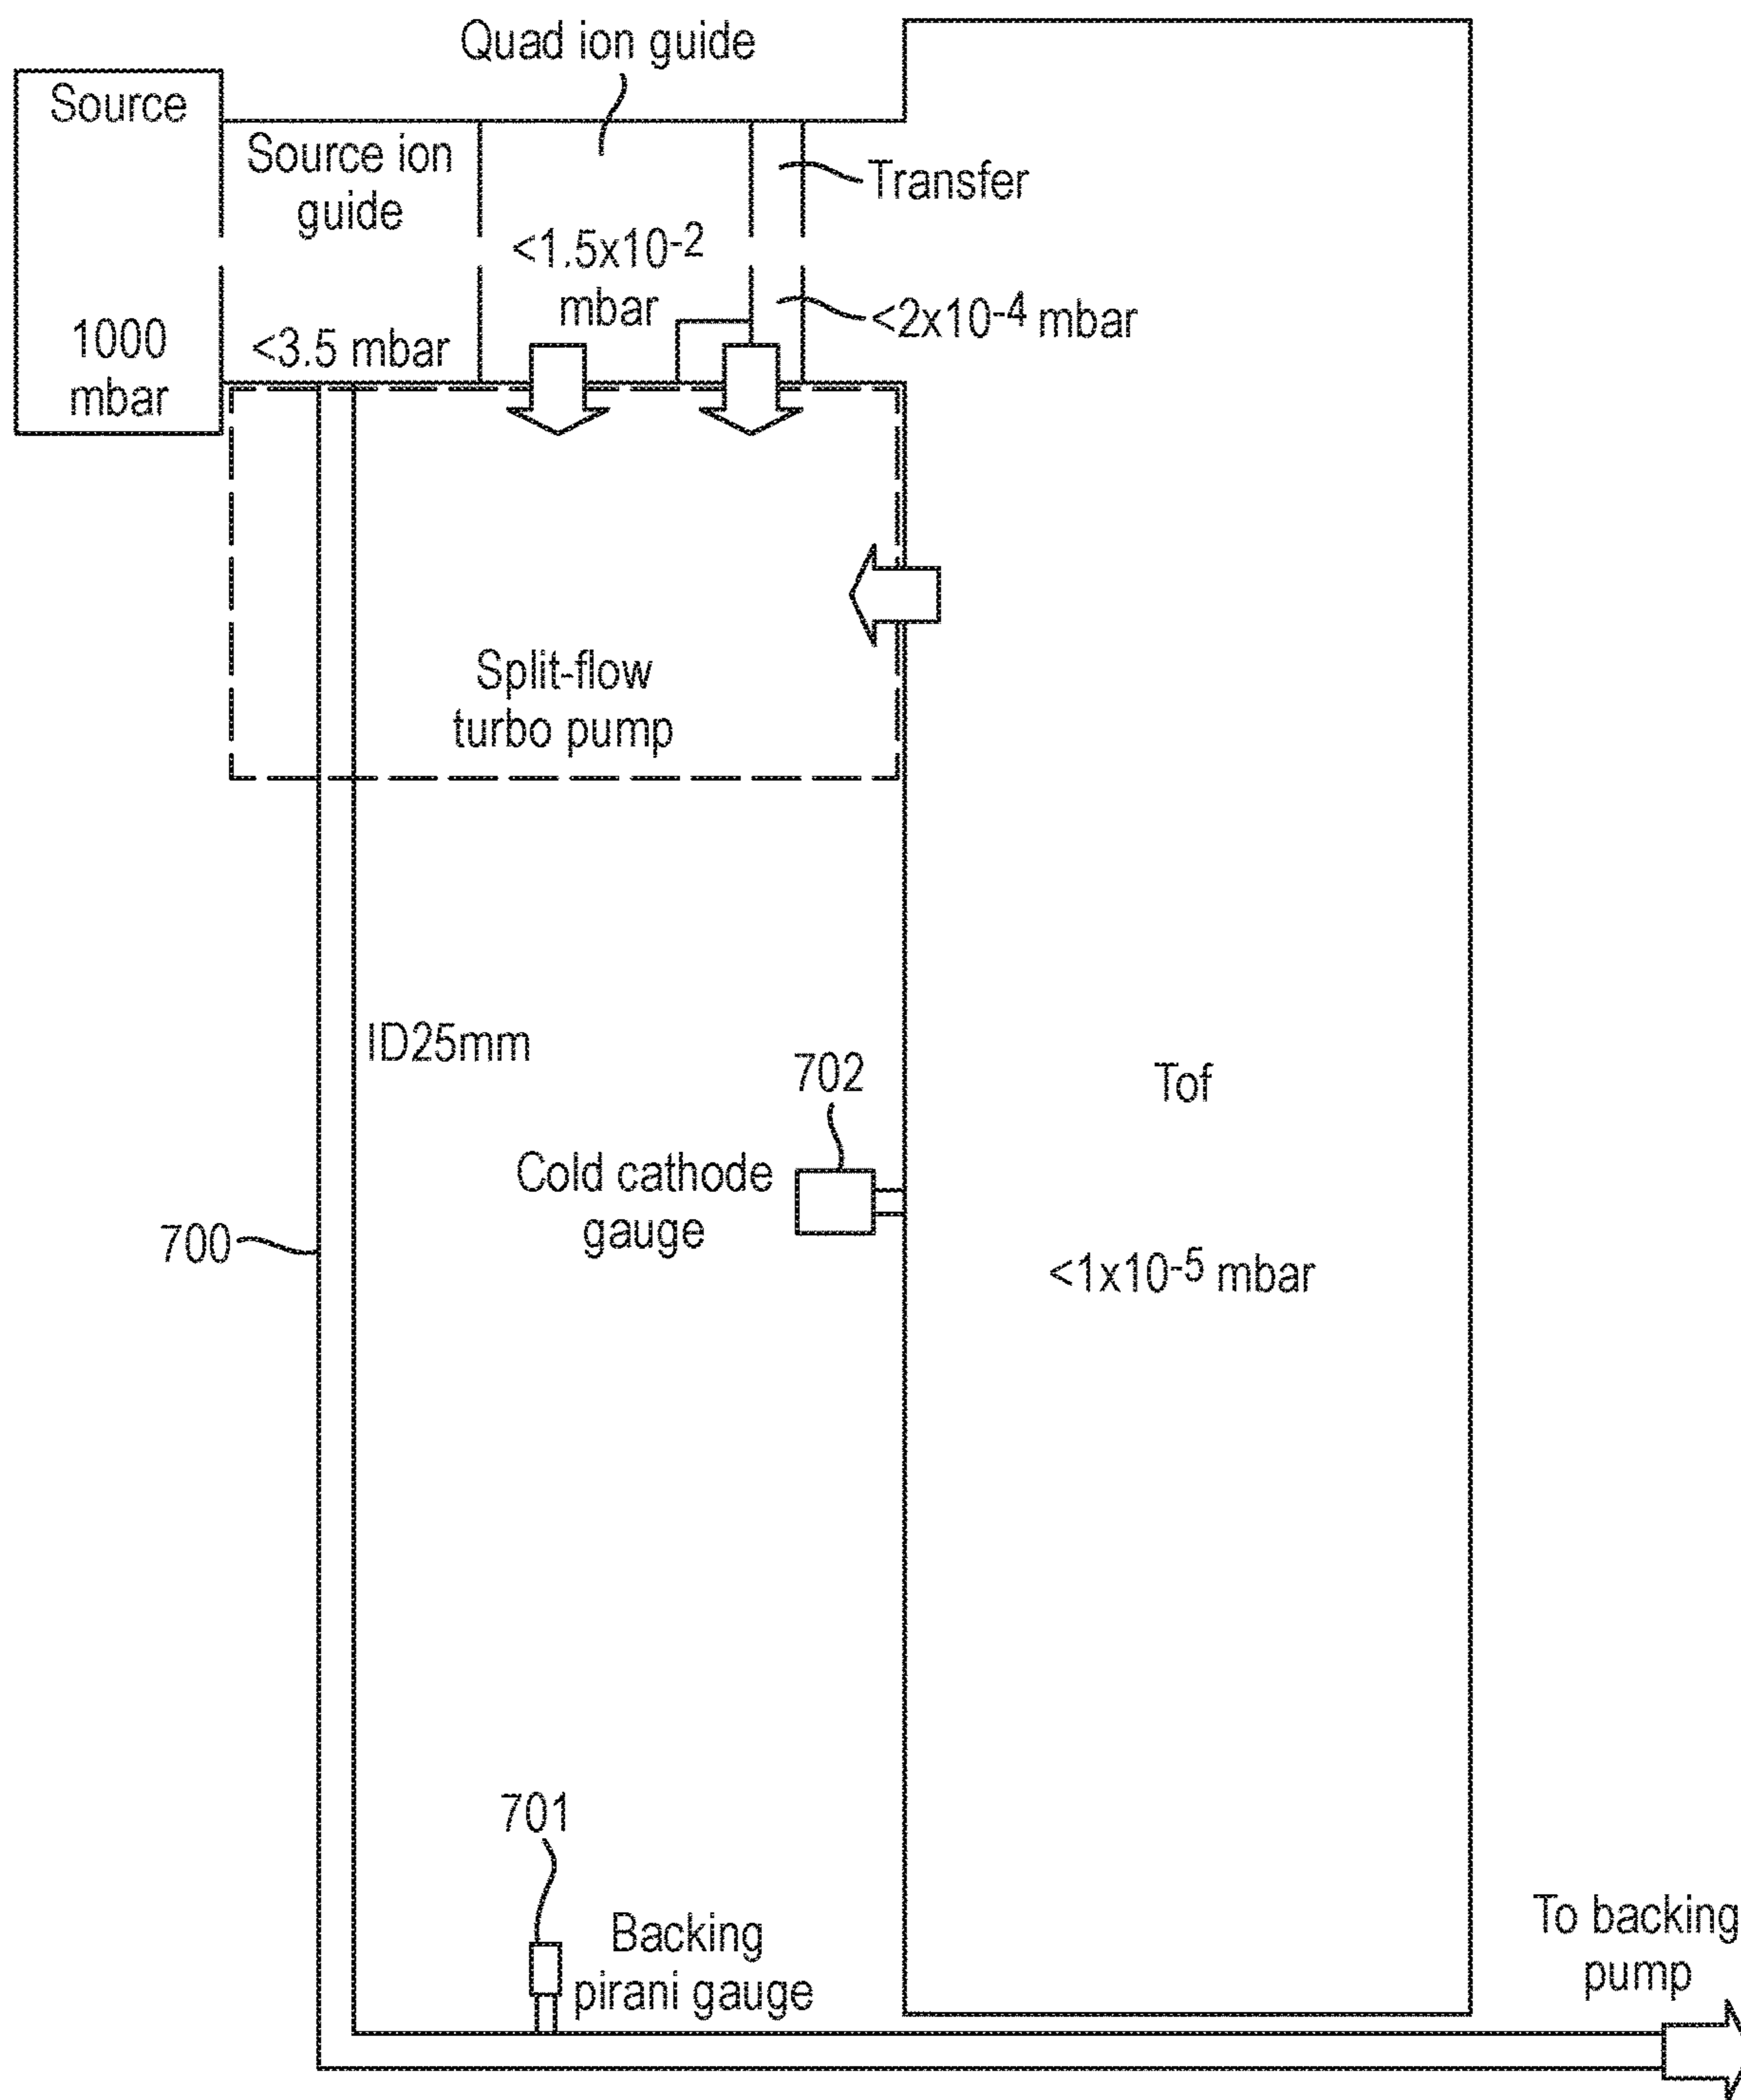 Quad ion guide
Source
Source ion
guide
Transfer
<1.5x10-2
mbar
<2x10-4 mbar
1000
mbar
<3.5 mbar
Split-flow
turbo pump
ID25mm
702
Tof
Cold cathode
gauge
700
<1x10-5 mbar
701
Backing
pirani gauge
To backing
pump